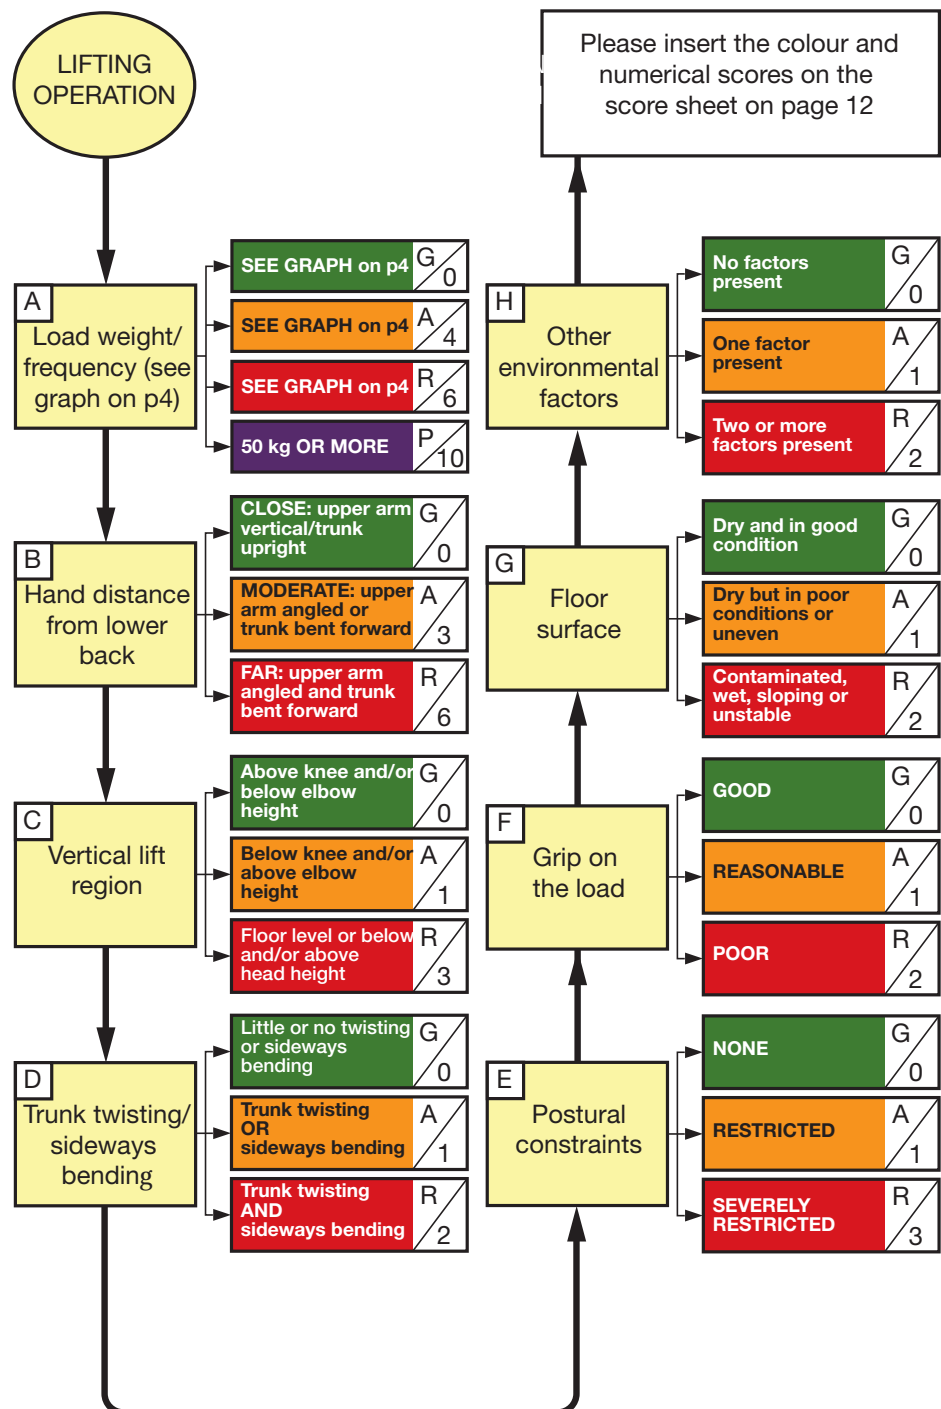 LIFTING
OPERATION
A
Load weight/
frequency (see
graph on p4)
SEE GRAPH on p4
G
0
SEE GRAPH on p4
A
4
SEE GRAPH on p4
R
6
50 kg OR MORE
P
10
B
Hand distance
from lower
back
CLOSE: upper arm
vertical/trunk
upright
G
0
MODERATE: upper
arm angled or
trunk bent forward
A
3
FAR: upper arm
angled and trunk
bent forward
R
6
C
Vertical lift
region
Above knee and/or
below elbow
height
G
0
Below knee and/or
above elbow
height
A
1
Floor level or below
and/or above
head height
R
3
D
Trunk twisting/
sideways
bending
Little or no twisting
or sideways
bending
G
0
Trunk twisting
OR
sideways bending
A
1
Trunk twisting
AND
sideways bending
R
2
E
Postural
constraints
NONE
G
0
RESTRICTED
A
1
SEVERELY
RESTRICTED
R
3
F
Grip on
the load
GOOD
G
0
REASONABLE
A
1
POOR
R
2
G
Floor
surface
Dry and in good
condition
G
0
Dry but in poor
conditions or
uneven
A
1
Contaminated,
wet, sloping or
unstable
R
2
H
Other
environmental
factors
No factors
present
G
0
One factor
present
A
1
Two or more
factors present
R
2
Please insert the colour and
numerical scores on the
score sheet on page 12